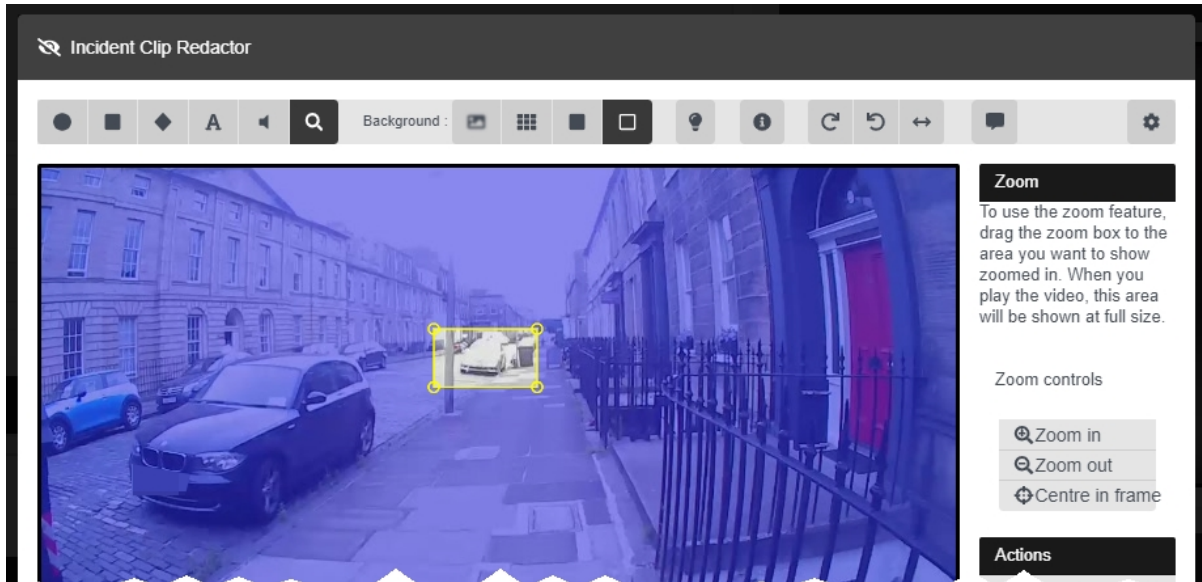 Incident Clip Redactor
A
Background :
Zoom
To use the zoom feature,
drag the zoom box to the
area you want to show
zoomed in. When you
play the video, this area
will be shown at full size.
Zoom controls
Zoom in
Zoom out
Centre in frame
Actions